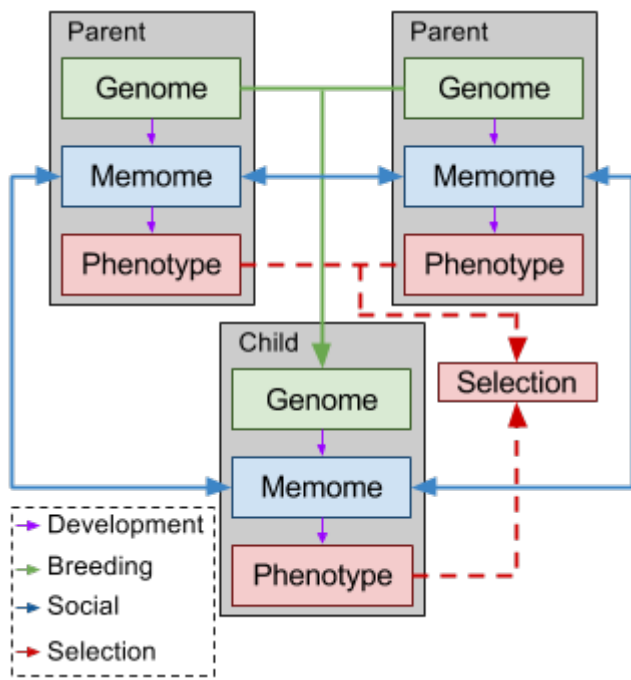 Parent
Genome
Memome
Phenotype
Parent
Genome
Memome
Phenotype
Child
Genome
Memome
Phenotype
Selection
Development
Breeding
Social
Selection